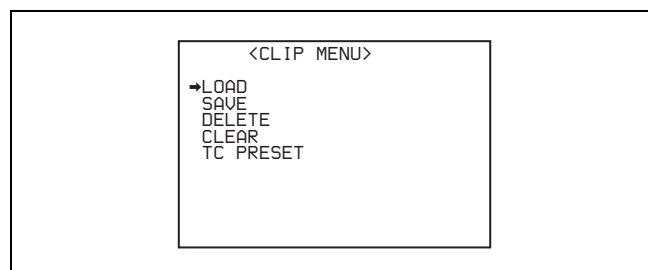 <CLIP MENU>
➡LOAD
SAVE
DELETE
CLEAR
TC PRESET